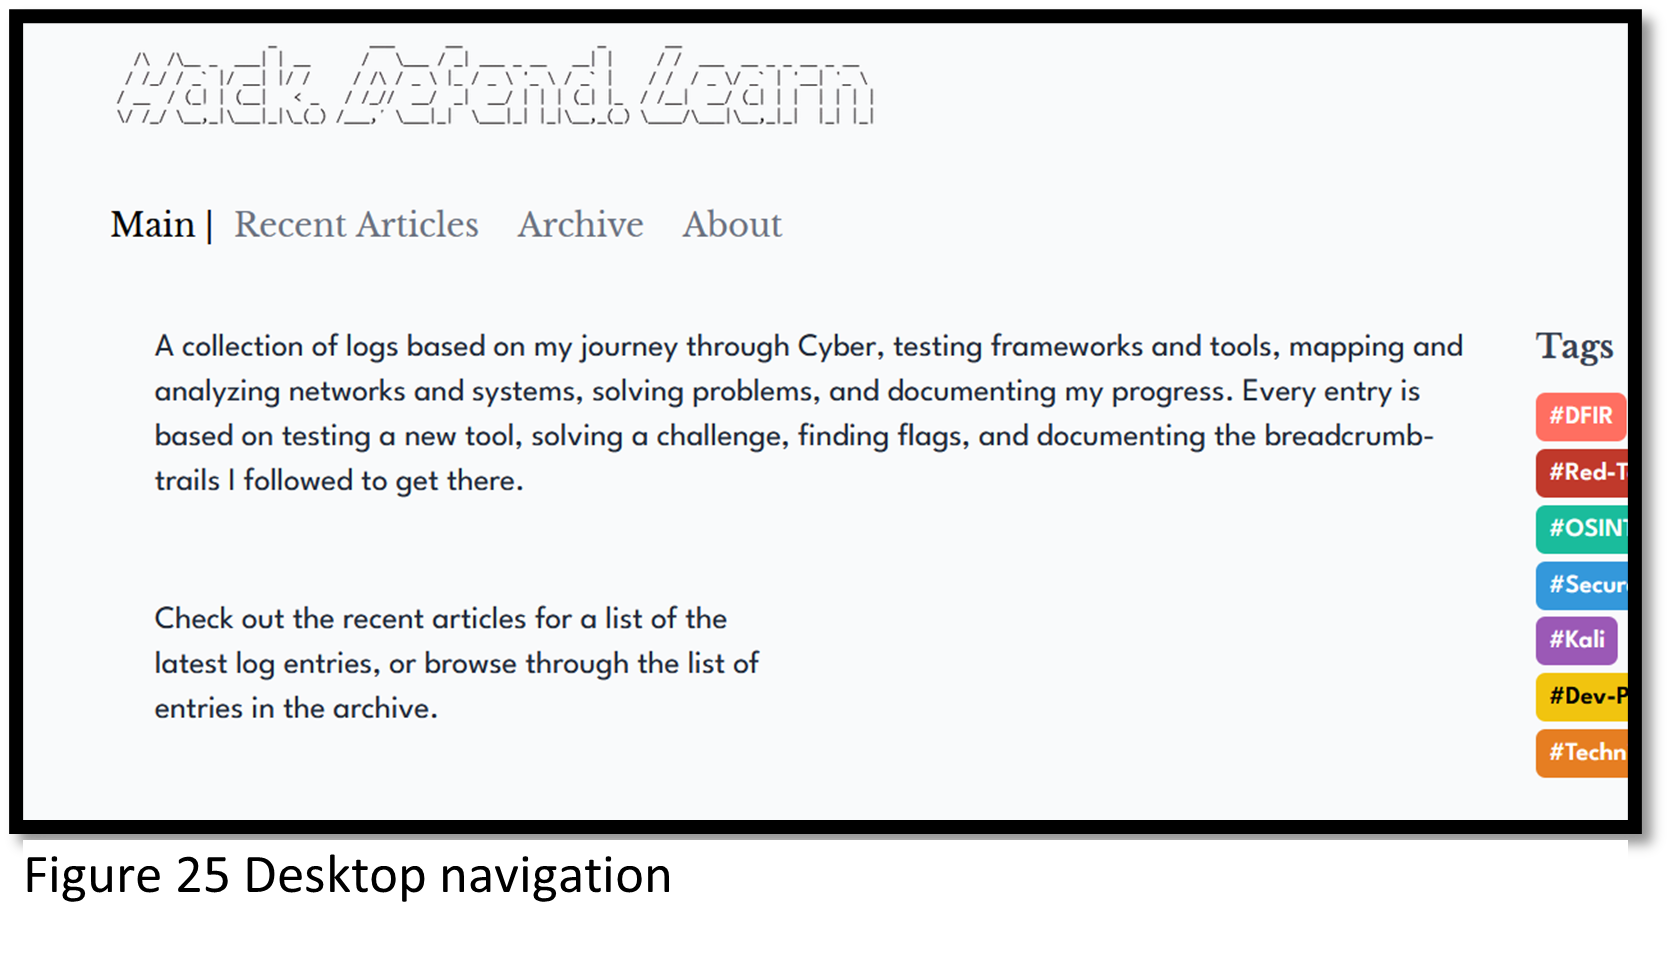 Hack. Defend. Learn
Main | Recent Articles Archive About
A collection of logs based on my journey through Cyber, testing frameworks and tools, mapping and
analyzing networks and systems, solving problems, and documenting my progress. Every entry is
based on testing a new tool, solving a challenge, finding flags, and documenting the breadcrumb-
trails I followed to get there.
Check out the recent articles for a list of the
latest log entries, or browse through the list of
entries in the archive.
Tags
#DFIR
#Red-T
#OSINT
#Secur
#Kali
#Dev-P
#Techn
Figure 25 Desktop navigation